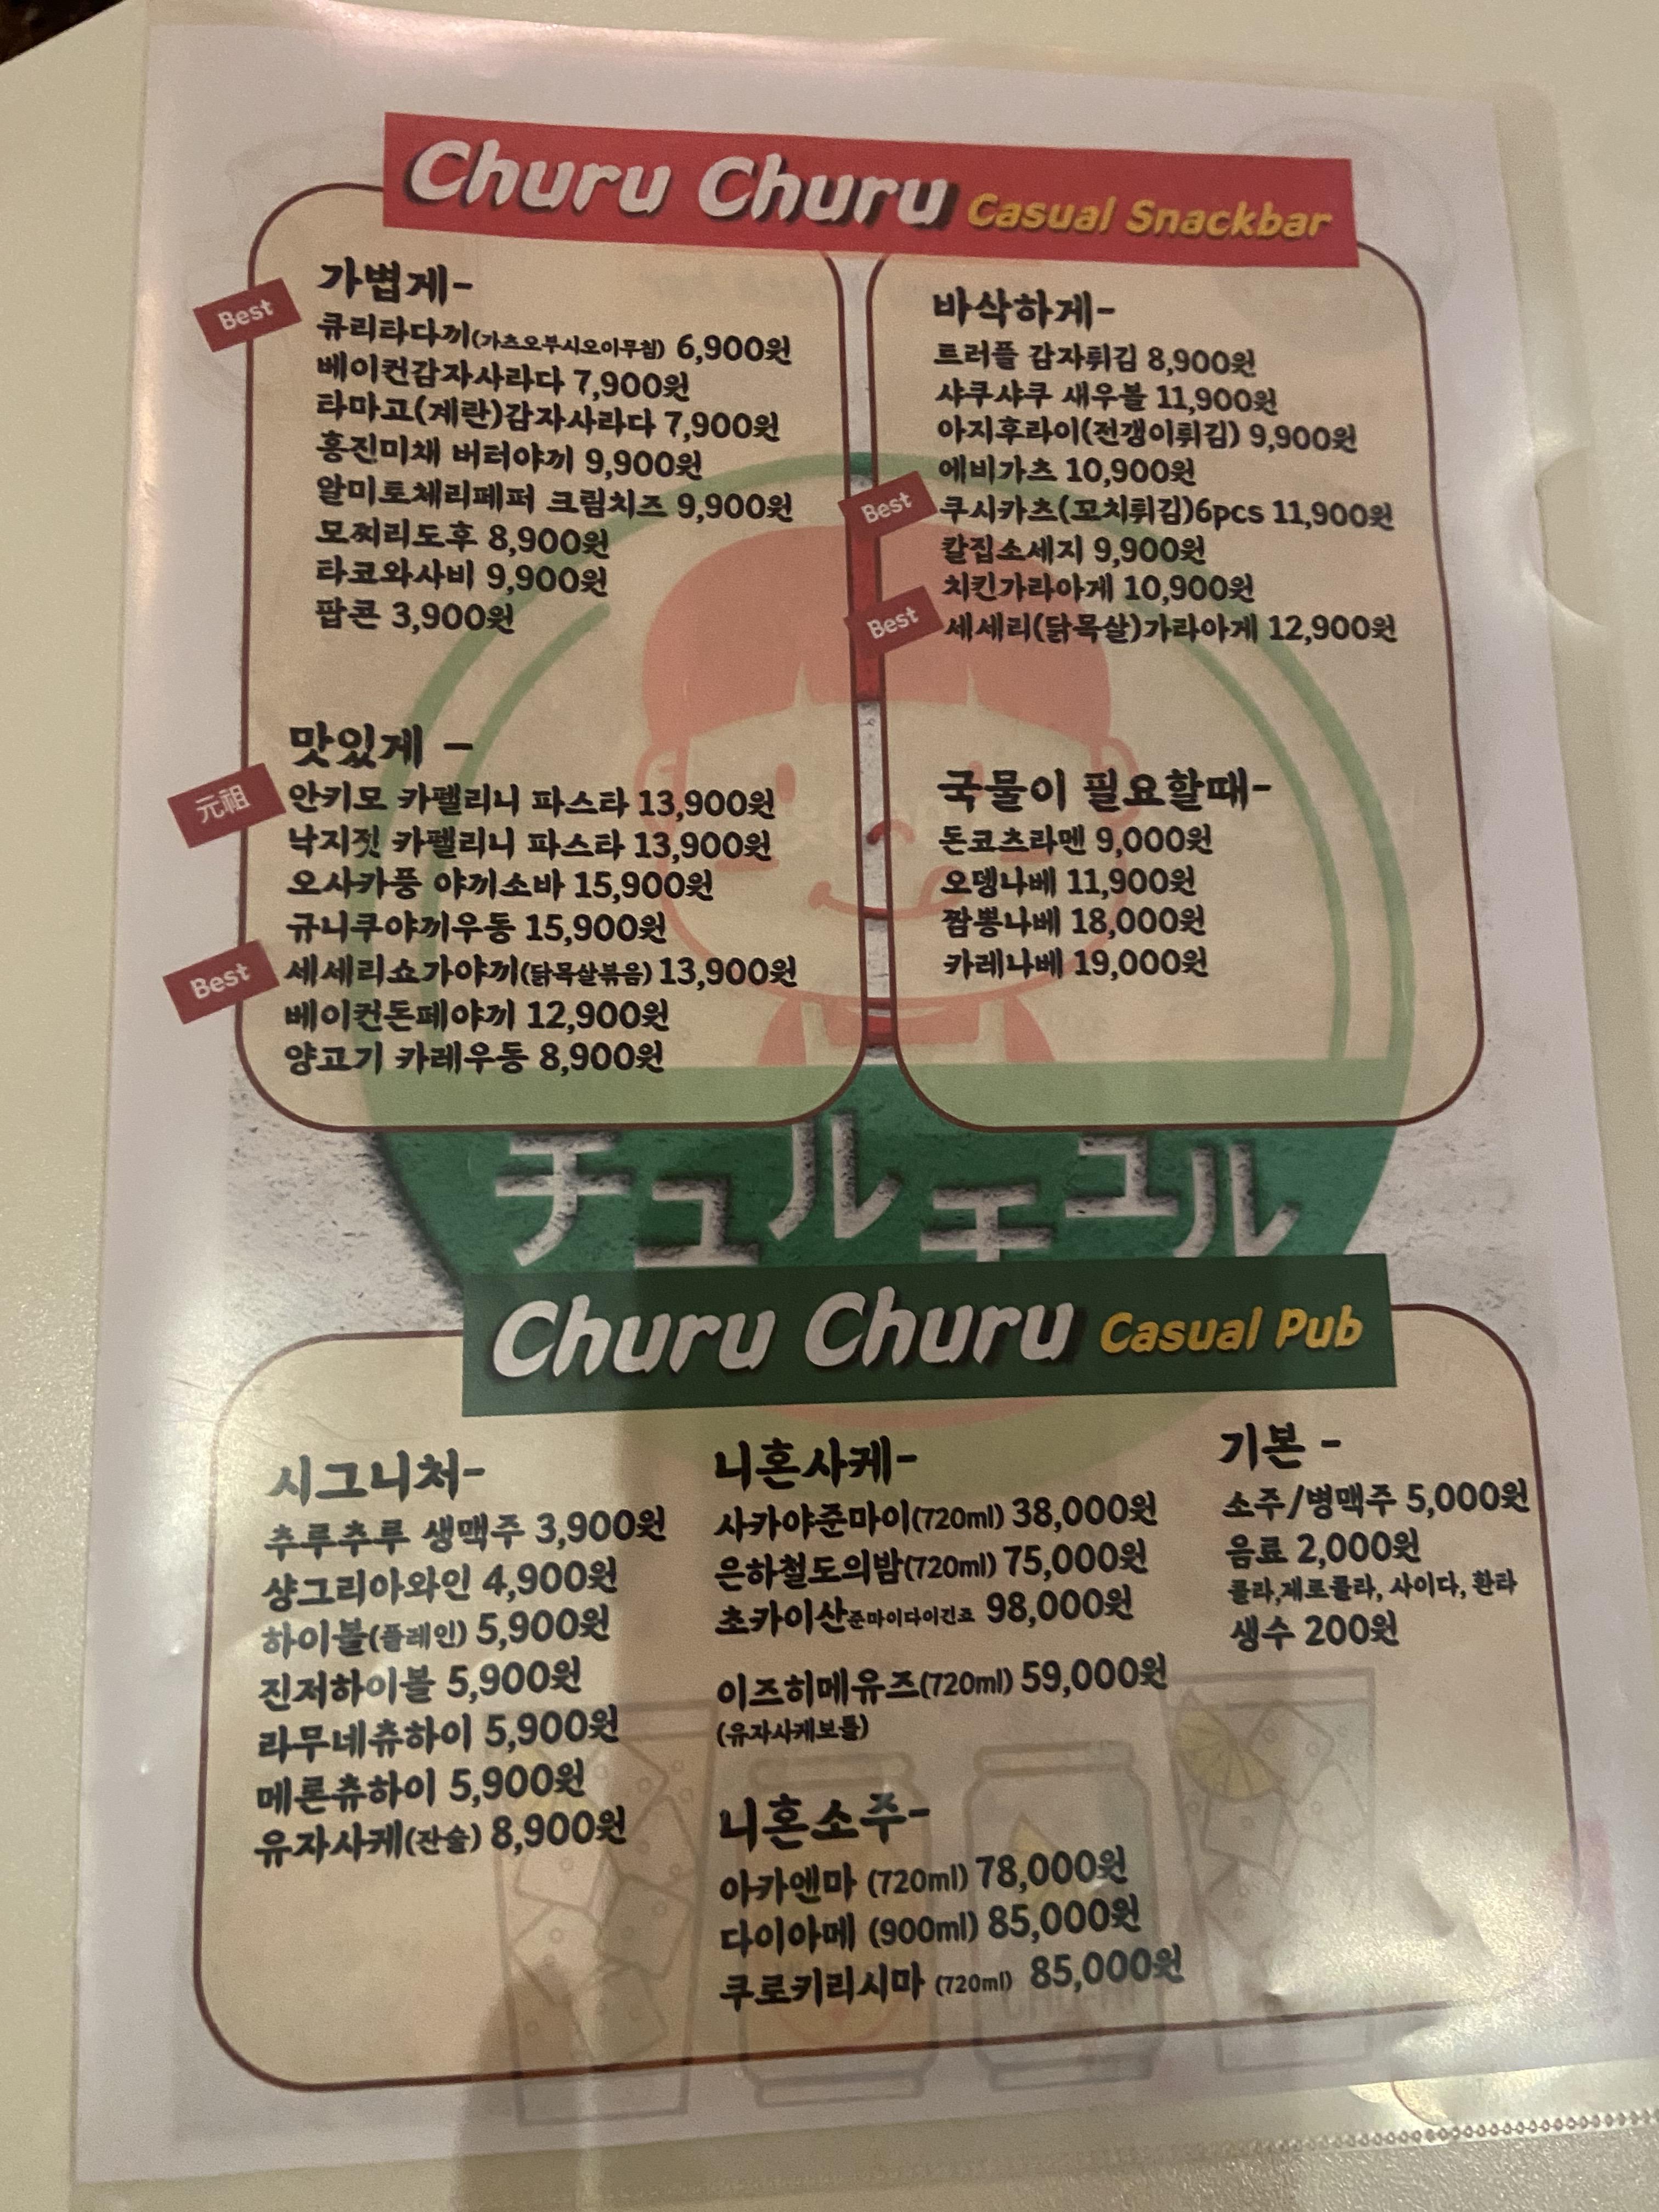 Churu Churu Casual Snackbar
가볍게-
Best
큐리타다끼(가츠오부시오이무침) 6,900원
베이컨감자사라다 7,900원
타마고(계란)감자사라다 7,900원
홍진미채 버터야끼 9,900원
알미토체리페퍼 크림치즈 9,900원
모찌리도후 8,900원
타코와사비 9,900원
팝콘 3,900원
맛있게 -
元祖
안키모 카펠리니 파스타 13,900원
낙지젓 카펠리니 파스타 13,900원
오사카풍 야끼소바 15,900원
규니쿠야끼우동 15,900원
Best
세세리쇼가야끼(닭목살볶음) 13,900원
베이컨돈페야끼 12,900원
양고기 카레우동 8,900원
바삭하게-
트러플 감자튀김 8,900원
샤쿠샤쿠 새우볼 11,900원
아지후라이(전갱이튀김) 9,900원
에비가츠 10,900원
Best
쿠시카츠(꼬치튀김)6pcs 11,900원
칼집소세지 9,900원
치킨가라아게 10,900원
Best
세세리(닭목살)가라아게 12,900원
국물이 필요할때-
돈코츠라멘 9,000원
오뎅나베 11,900원
짬뽕나베 18,000원
카레나베 19,000원
チュルチュル
Churu Churu Casual Pub
시그니처-
추루추루 생맥주 3,900원
샹그리아와인 4,900원
하이볼(플레인) 5,900원
진저하이볼 5,900원
라무네츄하이 5,900원
메론츄하이 5,900원
유자사케(잔술) 8,900원
니혼사케-
사카야준마이(720ml) 38,000원
은하철도의밤(720ml) 75,000원
초카이산준마이다이긴죠 98,000원
이즈히메유즈(720ml) 59,000원
(유자사케보틀)
니혼소주-
아카앤마 (720ml) 78,000원
다이아메 (900ml) 85,000원
쿠로키리시마 (720ml) 85,000원
기본 -
소주/병맥주 5,000원
음료 2,000원
콜라,제로콜라, 사이다, 환타
생수 200원